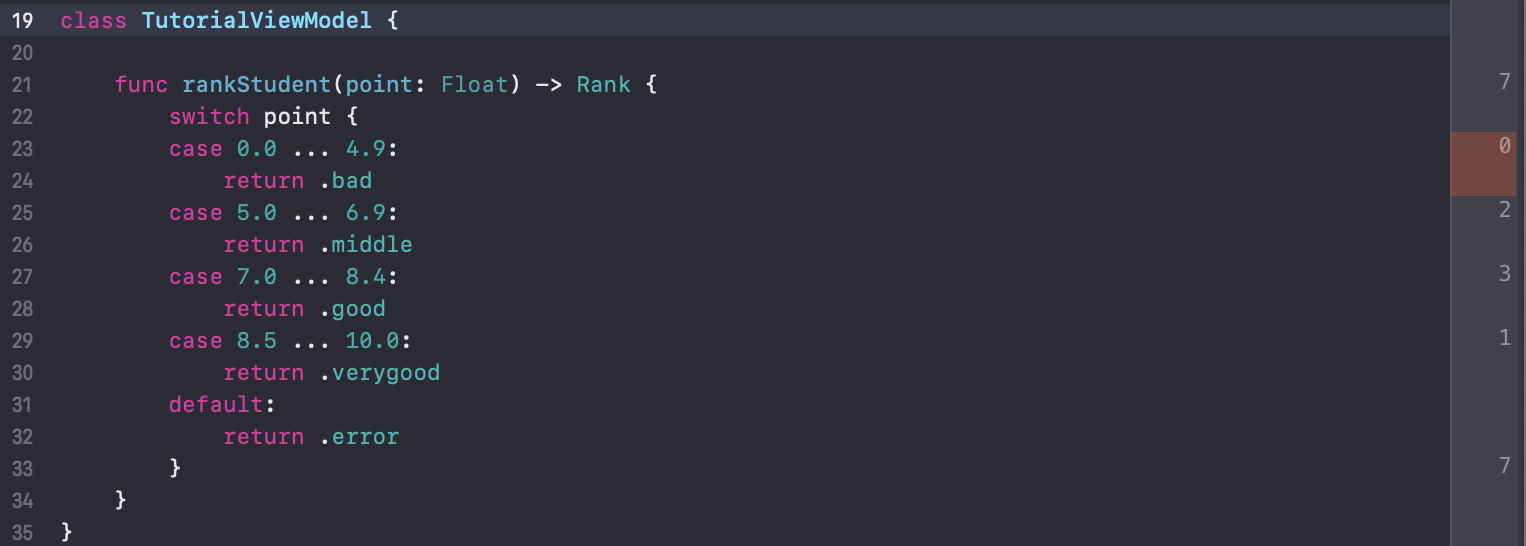 19 class TutorialViewModel {
20
21     func rankStudent(point: Float) -> Rank { 7
22         switch point {
23         case 0.0 ... 4.9: 0
24             return .bad
25         case 5.0 ... 6.9: 2
26             return .middle
27         case 7.0 ... 8.4: 3
28             return .good
29         case 8.5 ... 10.0: 1
30             return .verygood
31         default:
32             return .error
33         } 7
34     }
35 }